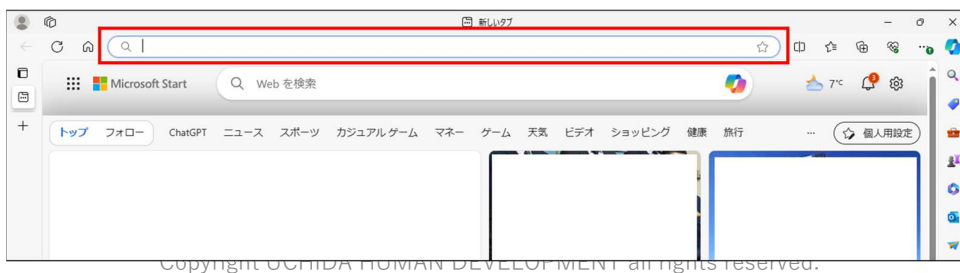 新しいタブ
Microsoft Start
Web を検索
7°C
3
トップ フォロー ChatGPT ニュース スポーツ カジュアル ゲーム マネー ゲーム 天気 ビデオ ショッピング 健康 旅行 … 個人用設定
Copyright UCHIDA HUMAN DEVELOPMENT all rights reserved.